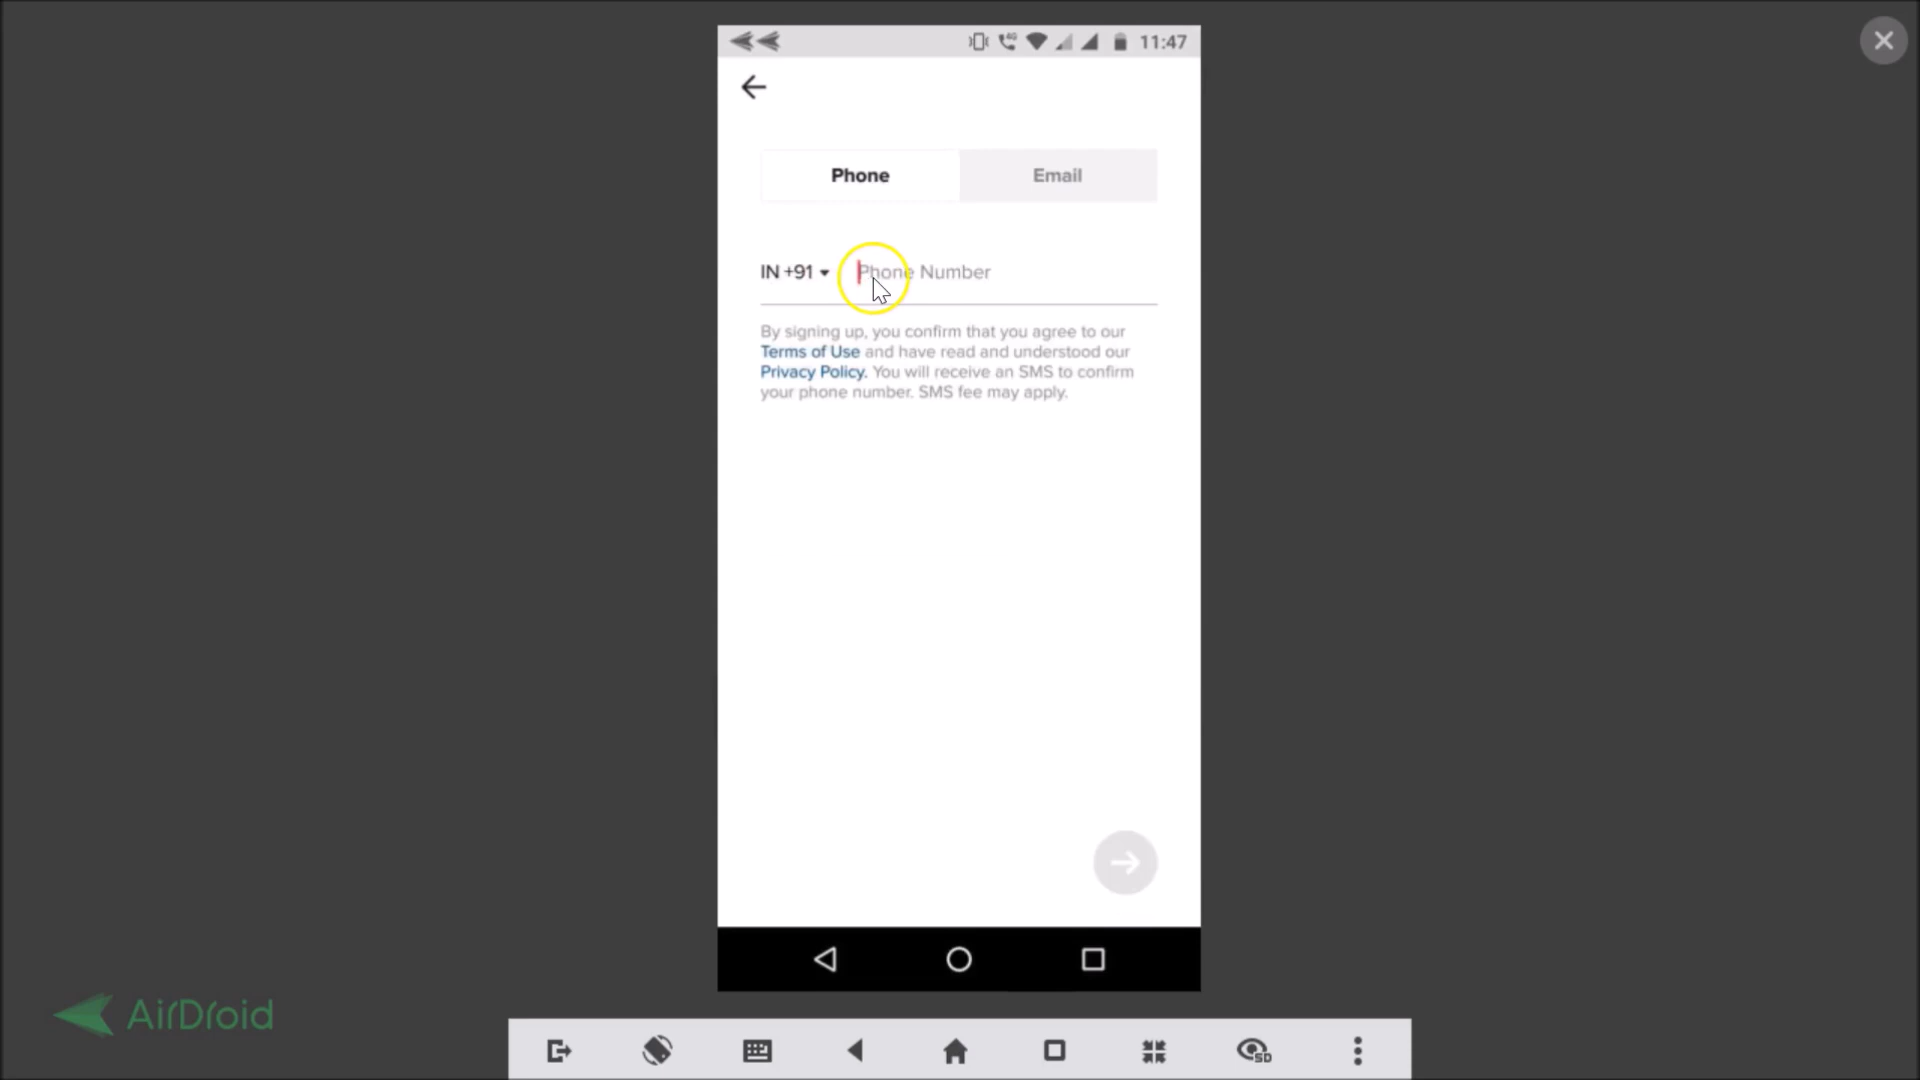 4G 11:47
Phone Email
IN +91 Phone Number
By signing up, you confirm that you agree to our
Terms of Use and have read and understood our
Privacy Policy. You will receive an SMS to confirm
your phone number. SMS fee may apply.
AirDroid
SD